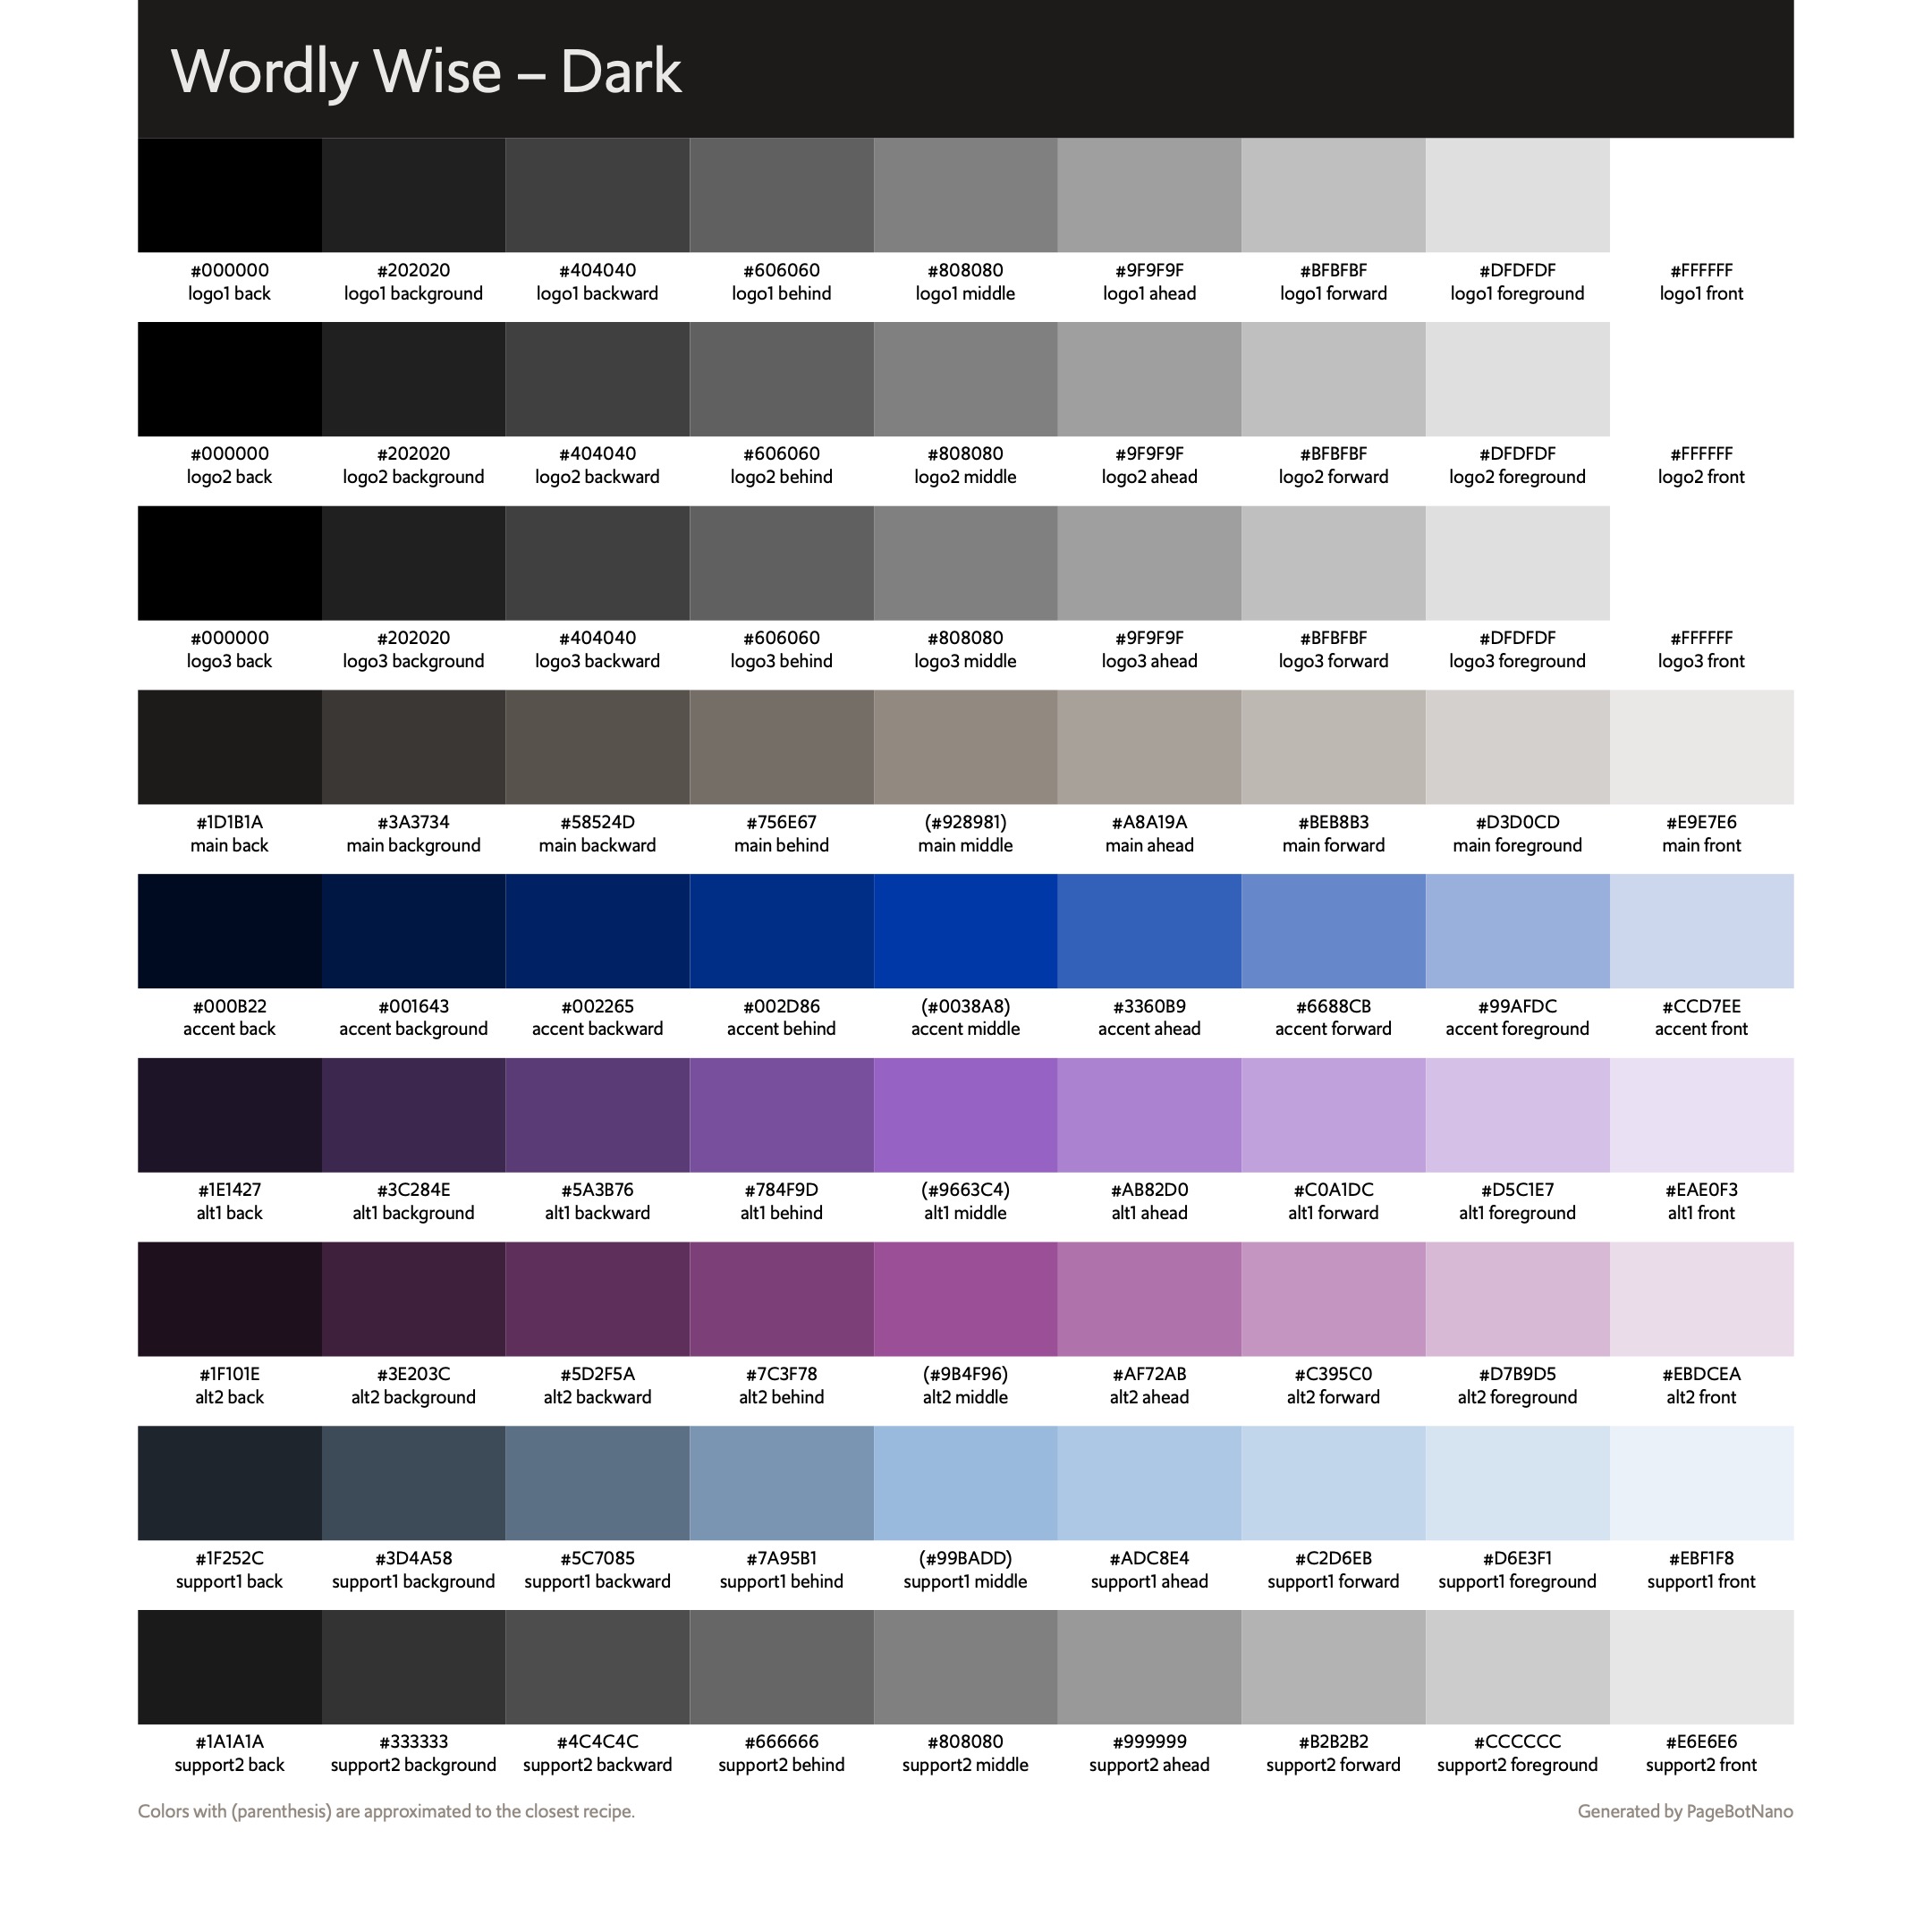 Wordly Wise – Dark
#000000 #202020 #404040 #606060 #808080 #9F9F9F #BFBFBF #DFDFDF #FFFFFF
logo1 back logo1 background logo1 backward logo1 behind logo1 middle logo1 ahead logo1 forward logo1 foreground logo1 front
#000000 #202020 #404040 #606060 #808080 #9F9F9F #BFBFBF #DFDFDF #FFFFFF
logo2 back logo2 background logo2 backward logo2 behind logo2 middle logo2 ahead logo2 forward logo2 foreground logo2 front
#000000 #202020 #404040 #606060 #808080 #9F9F9F #BFBFBF #DFDFDF #FFFFFF
logo3 back logo3 background logo3 backward logo3 behind logo3 middle logo3 ahead logo3 forward logo3 foreground logo3 front
#1D1B1A #3A3734 #58524D #756E67 (#928981) #A8A19A #BEB8B3 #D3D0CD #E9E7E6
main back main background main backward main behind main middle main ahead main forward main foreground main front
#000B22 #001643 #002265 #002D86 (#0038A8) #3360B9 #6688CB #99AFDC #CCD7EE
accent back accent background accent backward accent behind accent middle accent ahead accent forward accent foreground accent front
#1E1427 #3C284E #5A3B76 #784F9D (#9663C4) #AB82D0 #C0A1DC #D5C1E7 #EAE0F3
alt1 back alt1 background alt1 backward alt1 behind alt1 middle alt1 ahead alt1 forward alt1 foreground alt1 front
#1F101E #3E203C #5D2F5A #7C3F78 (#9B4F96) #AF72AB #C395C0 #D7B9D5 #EBDCEA
alt2 back alt2 background alt2 backward alt2 behind alt2 middle alt2 ahead alt2 forward alt2 foreground alt2 front
#1F252C #3D4A58 #5C7085 #7A95B1 (#99BADD) #ADC8E4 #C2D6EB #D6E3F1 #EBF1F8
support1 back support1 background support1 backward support1 behind support1 middle support1 ahead support1 forward support1 foreground support1 front
#1A1A1A #333333 #4C4C4C #666666 #808080 #999999 #B2B2B2 #CCCCCC #E6E6E6
support2 back support2 background support2 backward support2 behind support2 middle support2 ahead support2 forward support2 foreground support2 front
Colors with (parenthesis) are approximated to the closest recipe. Generated by PageBotNano